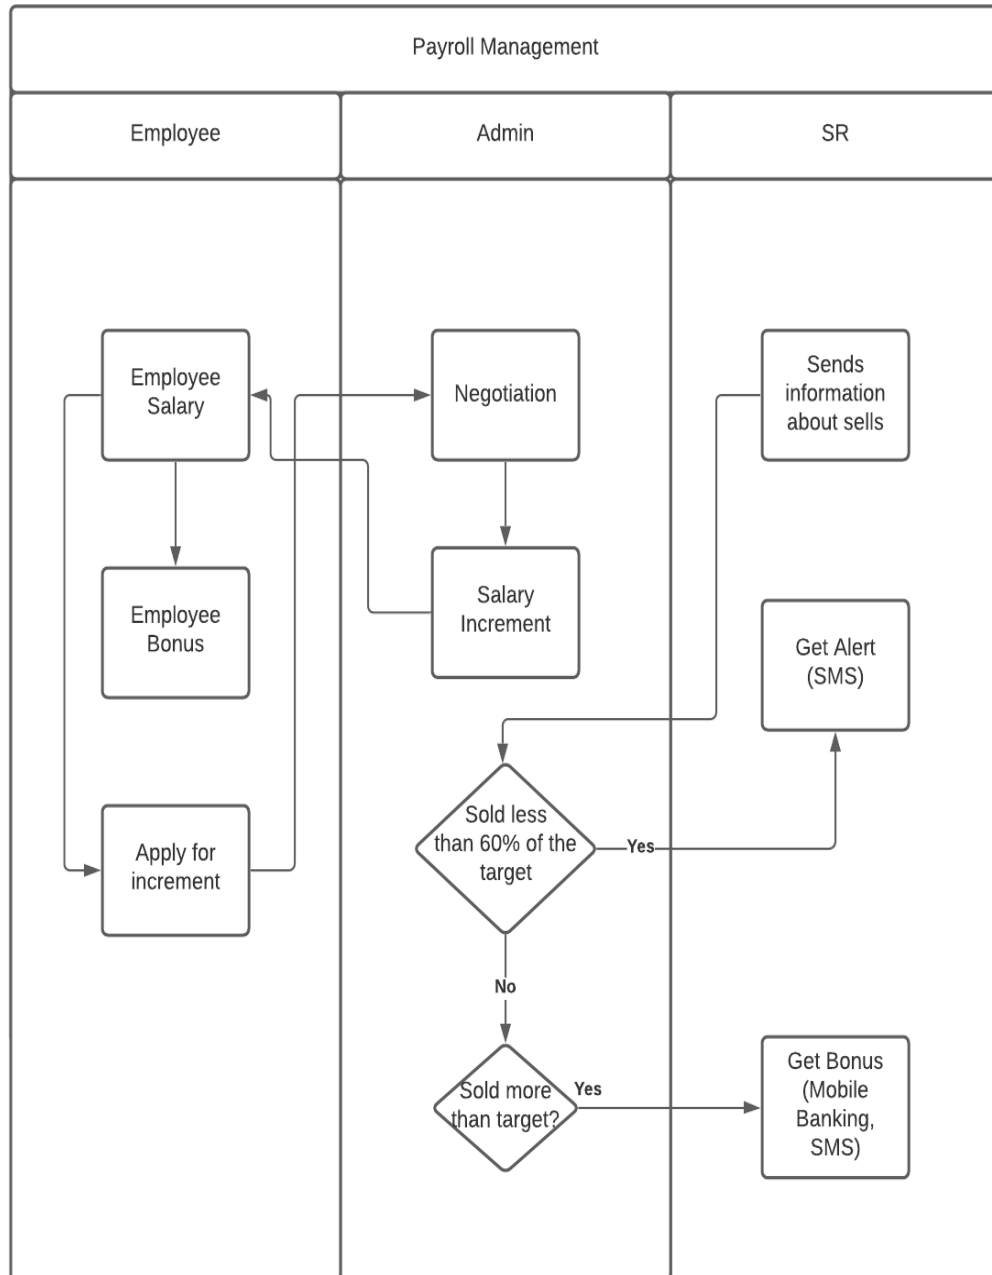 Payroll Management
Employee
Admin
SR
Employee
Salary
Negotiation
Sends
information
about sells
Employee
Bonus
Salary
Increment
Get Alert
(SMS)
Apply for
increment
Sold less
than 60% of the
target
Yes
No
Sold more
than target?
Yes
Get Bonus
(Mobile
Banking,
SMS)